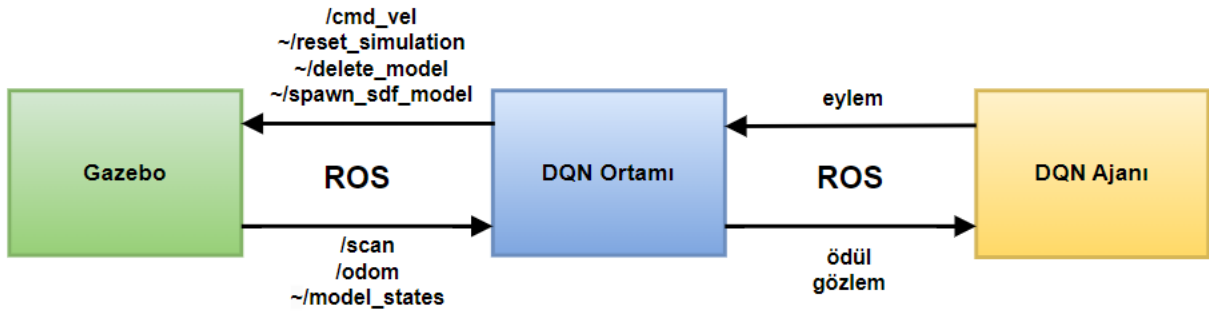 /cmd_vel
~/reset_simulation
~/delete_model
~/spawn_sdf_model
eylem
Gazebo
ROS
DQN Ortamı
ROS
DQN Ajanı
/scan
/odom
~/model_states
ödül
gözlem